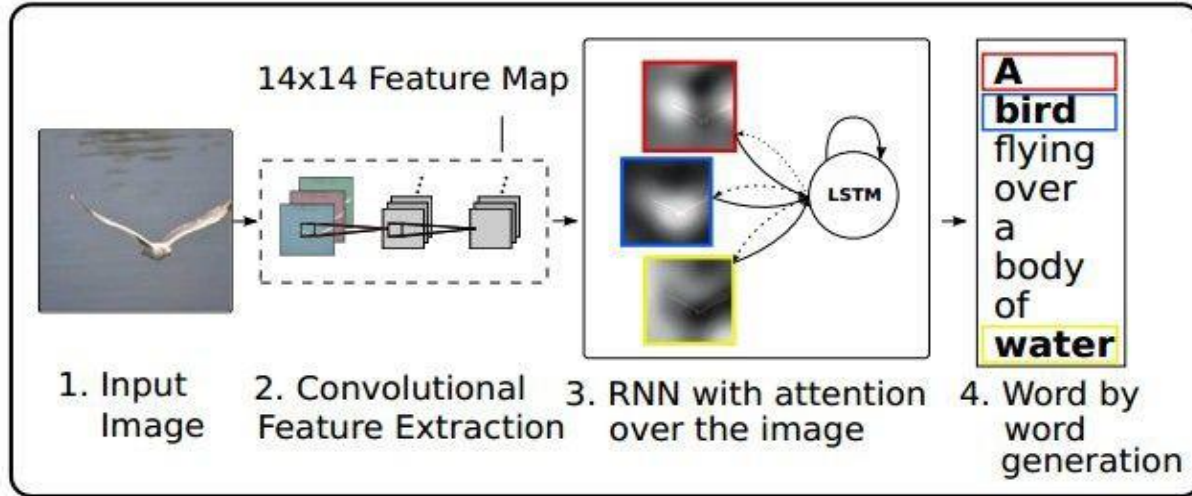 14x14 Feature Map
LSTM
A
bird
flying
over
a
body
of
water
1. Input
Image
2. Convolutional
Feature Extraction
3. RNN with attention
over the image
4. Word by
word
generation